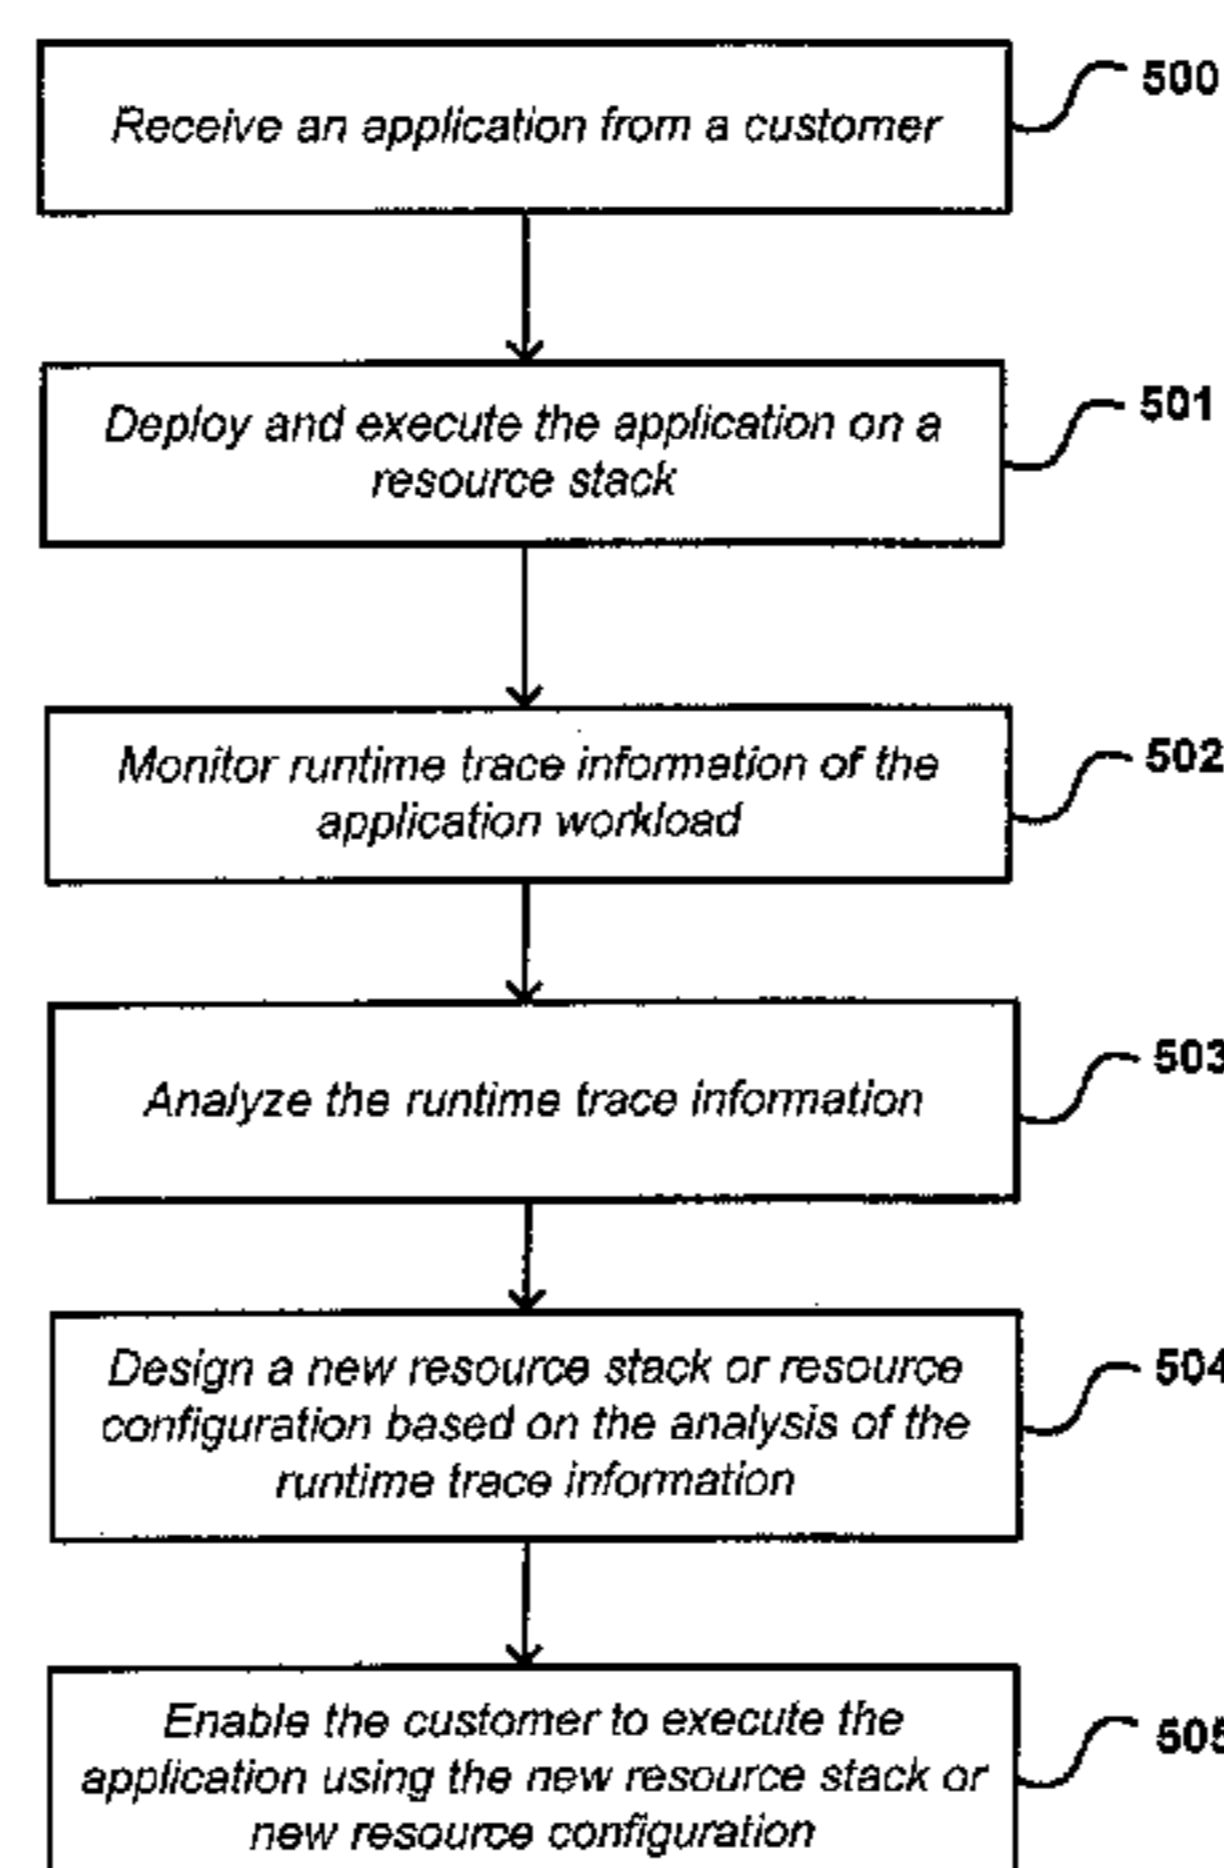 Receive an application from a customer
500
Deploy and execute the application on a
resource stack
501
Monitor runtime trace information of the
application workload
502
Analyze the runtime trace information
503
Design a new resource stack or resource
configuration based on the analysis of the
runtime trace information
504
Enable the customer to execute the
application using the new resource stack or
new resource configuration
505